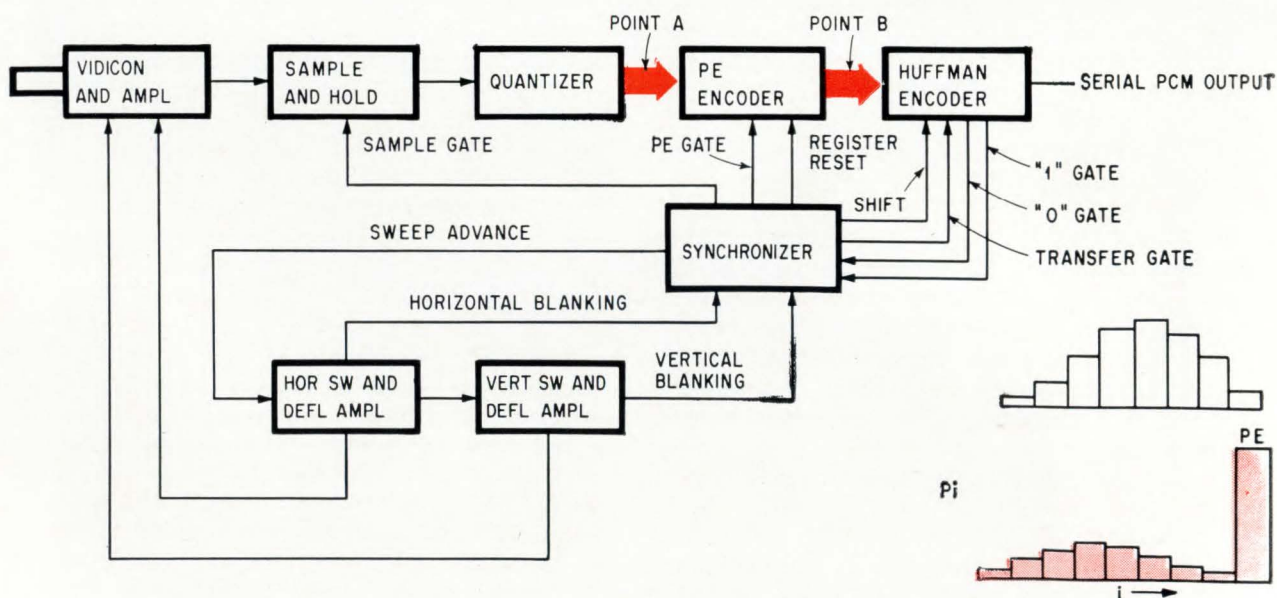 POINT A
POINT B
VIDICON
AND AMPL
SAMPLE
AND HOLD
QUANTIZER
PE
ENCODER
HUFFMAN
ENCODER
SERIAL PCM OUTPUT
SAMPLE GATE
PE GATE
REGISTER
RESET
"1" GATE
SHIFT
"0" GATE
SWEEP ADVANCE
SYNCHRONIZER
TRANSFER GATE
HORIZONTAL BLANKING
HOR SW AND
DEFL AMPL
VERT SW AND
DEFL AMPL
VERTICAL
BLANKING
PE
Pi
i